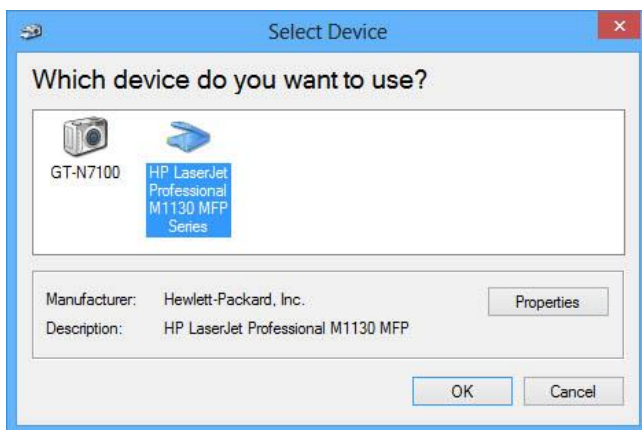 Select Device
Which device do you want to use?
GT-N7100
HP LaserJet
Professional
M1130 MFP
Series
Manufacturer: Hewlett-Packard, Inc.
Properties
Description: HP LaserJet Professional M1130 MFP
OK
Cancel